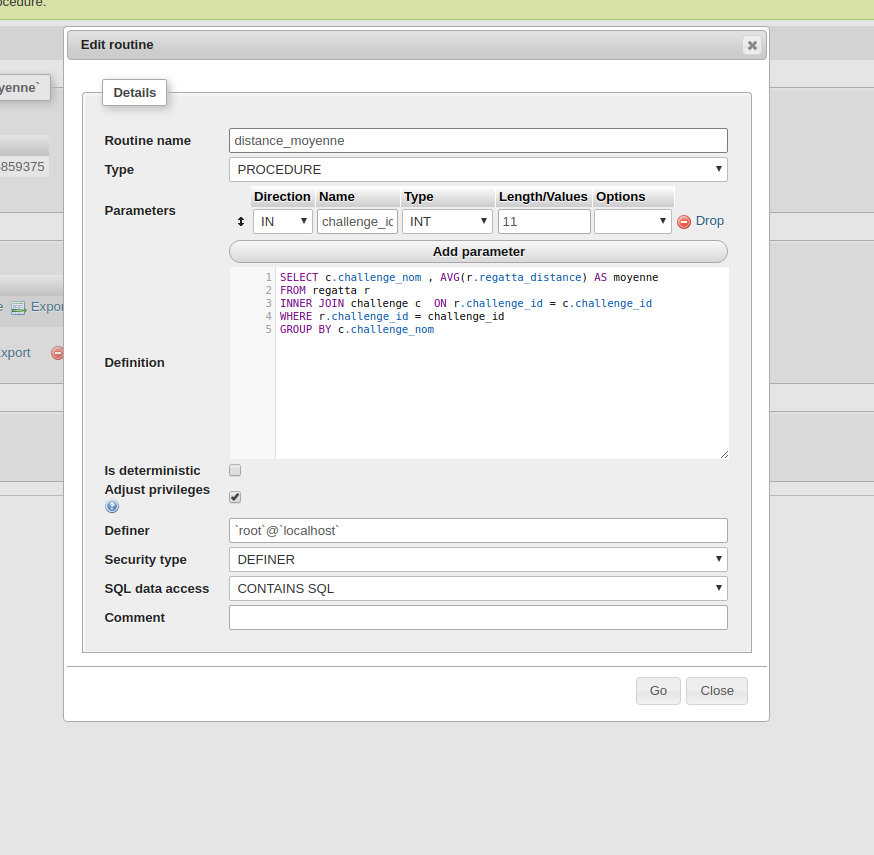 ocedure.
Edit routine
yenne`
Details
Routine name distance_moyenne
859375
Type PROCEDURE
Parameters
Direction Name Type Length/Values Options
IN challenge_ic INT 11 Drop
Add parameter
1 SELECT c.challenge_nom , AVG(r.regatta_distance) AS moyenne
2 FROM regatta r
3 INNER JOIN challenge c  ON r.challenge_id = c.challenge_id
4 WHERE r.challenge_id = challenge_id
5 GROUP BY c.challenge_nom
e Expor
xport
Definition
Is deterministic
Adjust privileges
Definer `root`@`localhost`
Security type DEFINER
SQL data access CONTAINS SQL
Comment
Go Close